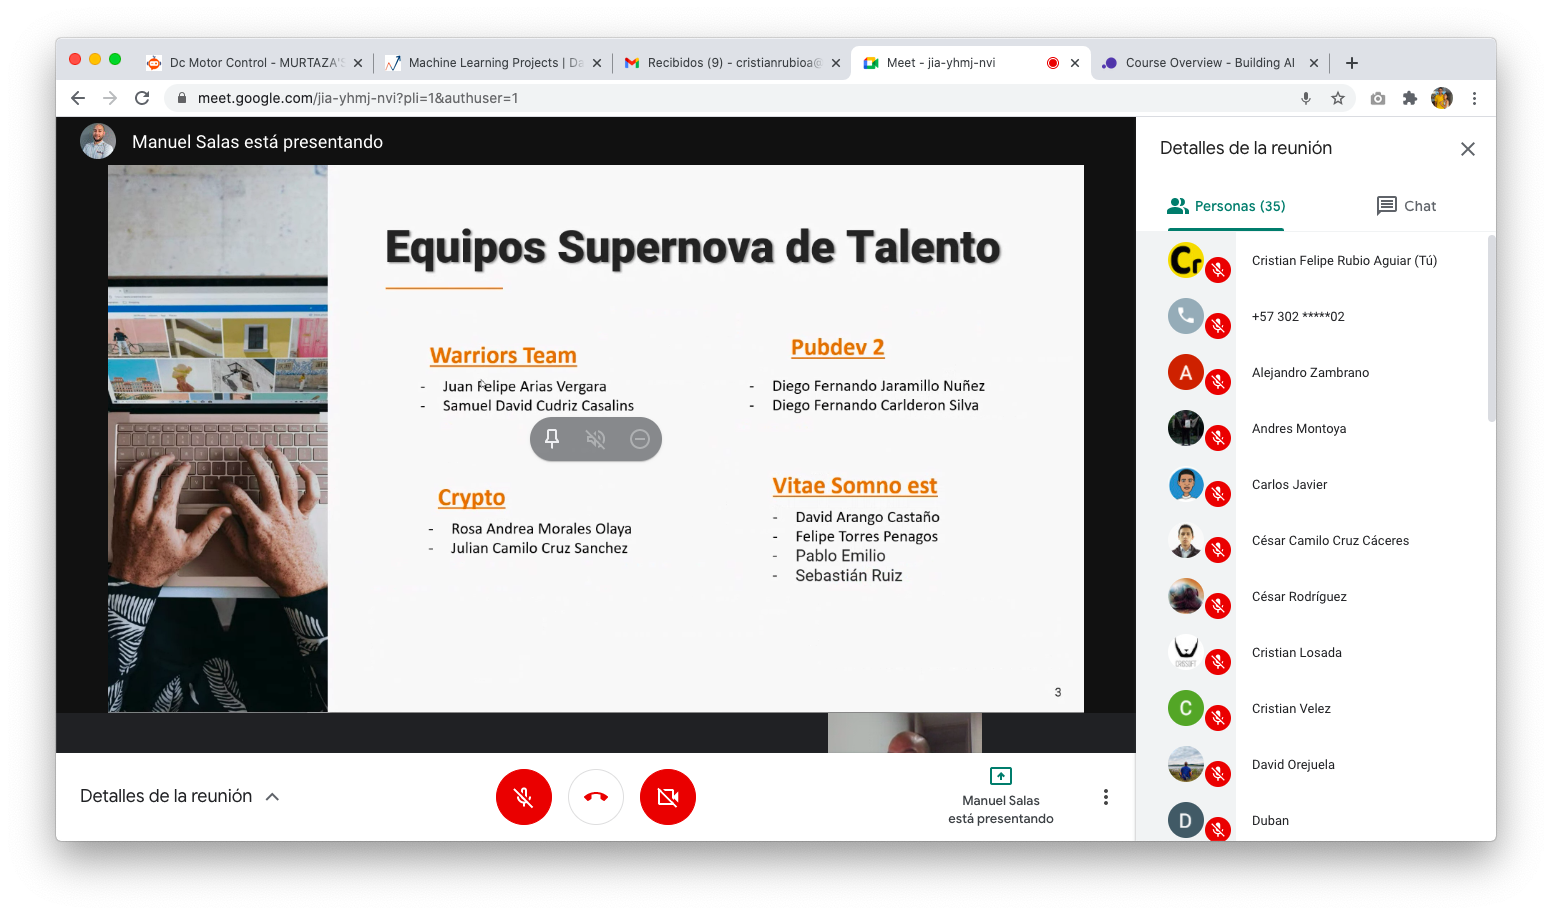 Dc Motor Control - MURTAZA'S
Machine Learning Projects | Da
Recibidos (9) - cristianrubioa@
Meet - jia-yhmj-nvi
Course Overview - Building AI
meet.google.com/jia-yhmj-nvi?pli=1&authuser=1
Manuel Salas está presentando
Equipos Supernova de Talento
Warriors Team
- Juan Felipe Arias Vergara
- Samuel David Cudriz Casalins
Pubdev 2
- Diego Fernando Jaramillo Nuñez
- Diego Fernando Carlderon Silva
Crypto
- Rosa Andrea Morales Olaya
- Julian Camilo Cruz Sanchez
Vitae Somno est
- David Arango Castaño
- Felipe Torres Penagos
- Pablo Emilio
- Sebastián Ruiz
3
Detalles de la reunión
Manuel Salas
está presentando
Detalles de la reunión
Personas (35)
Chat
Cr
Cristian Felipe Rubio Aguiar (Tú)
+57 302 *****02
A
Alejandro Zambrano
Andres Montoya
Carlos Javier
César Camilo Cruz Cáceres
César Rodríguez
Cristian Losada
C
Cristian Velez
David Orejuela
D
Duban